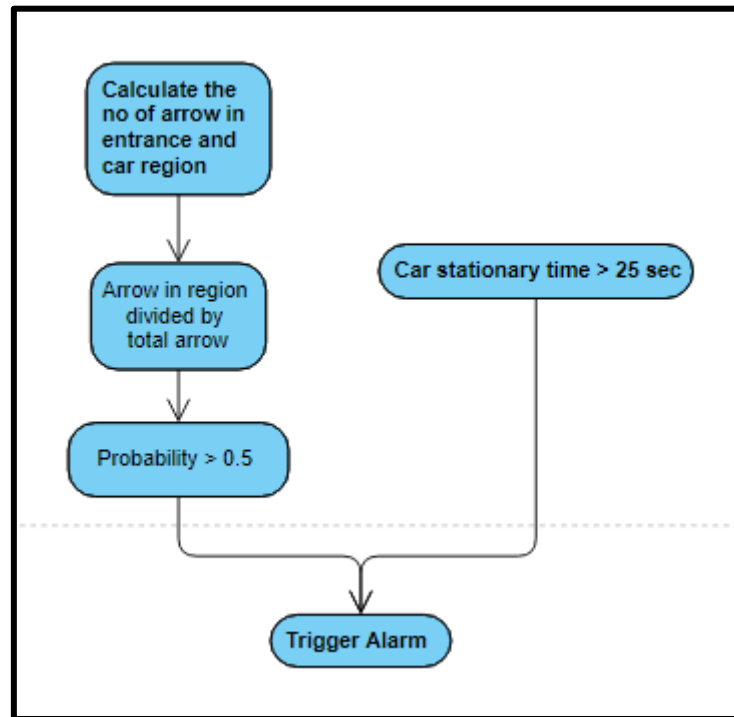 Calculate the
no of arrow in
entrance and
car region
Car stationary time > 25 sec
Arrow in region
divided by
total arrow
Probability > 0.5
Trigger Alarm